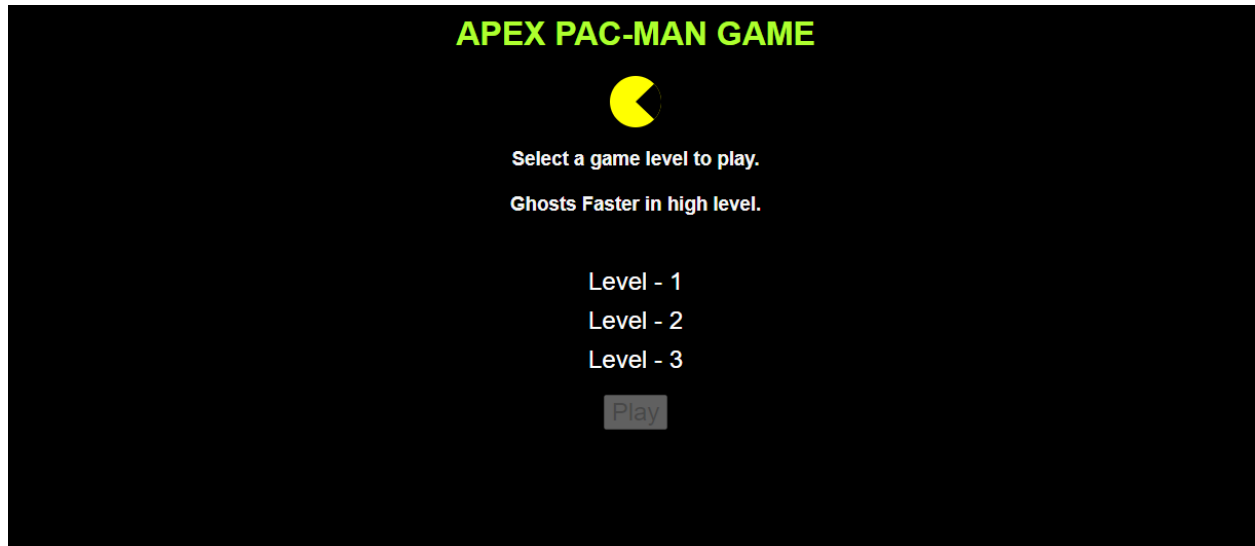 APEX PAC-MAN GAME
Select a game level to play.
Ghosts Faster in high level.
Level - 1
Level - 2
Level - 3
Play